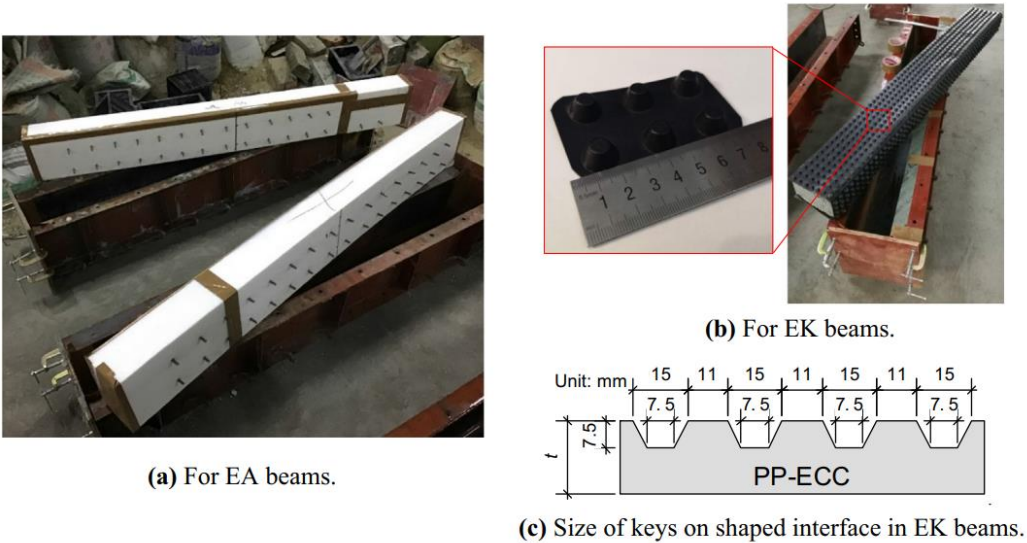 1 2 3 4 5 6 7 8
(a) For EA beams.
(b) For EK beams.
Unit: mm 15 11 15 11 15 11 15
7.5 7.5 7.5 7.5
7.5
t
PP-ECC
(c) Size of keys on shaped interface in EK beams.